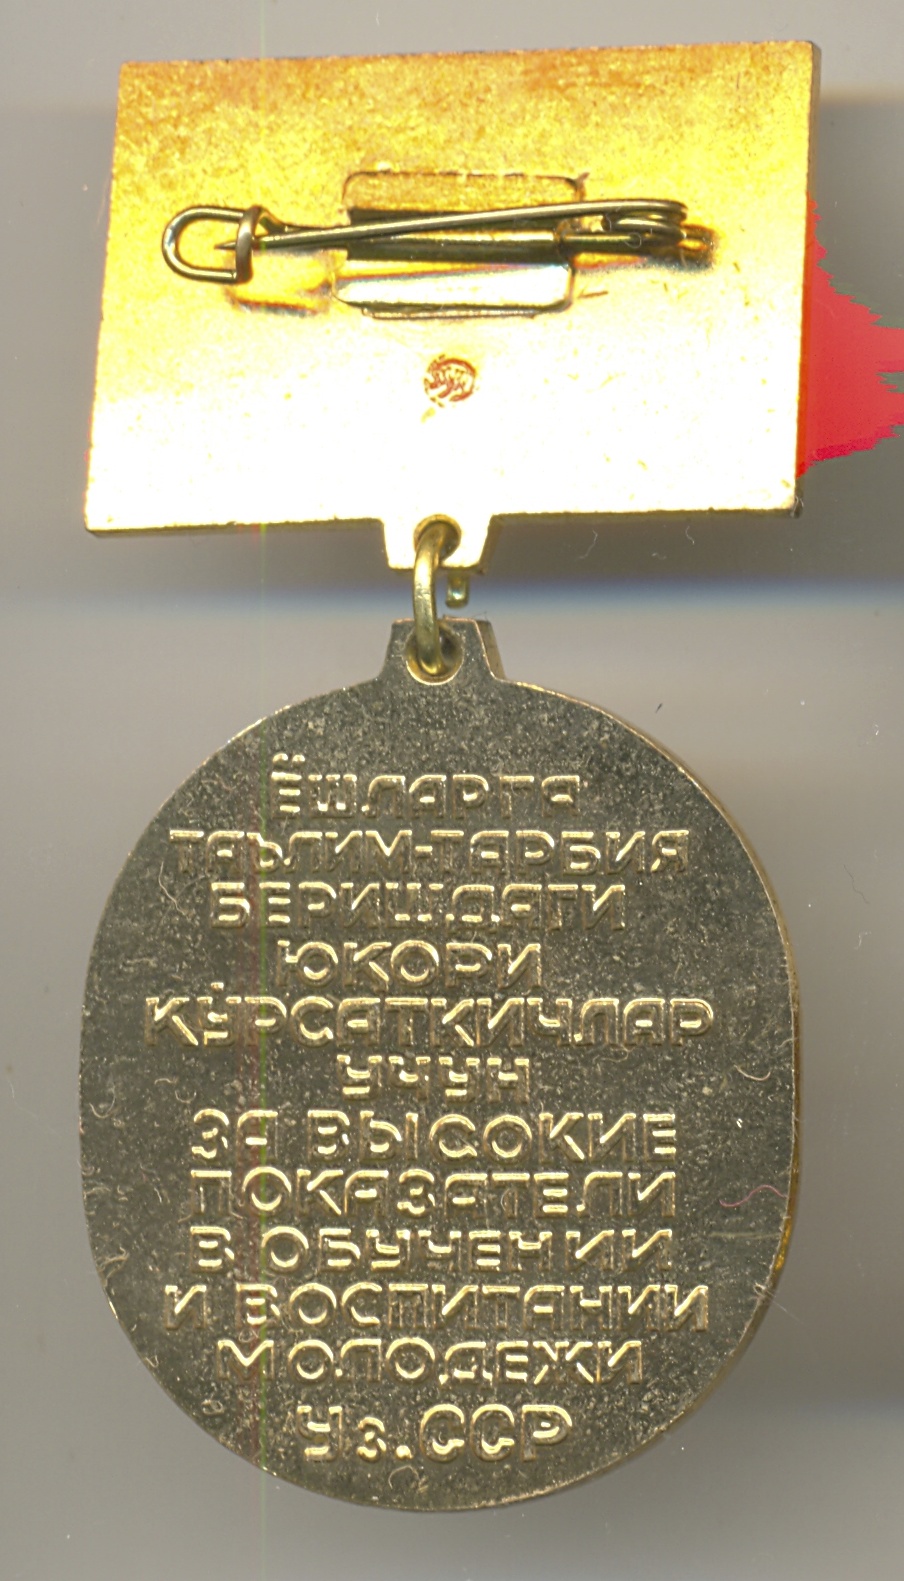 ЁШЛАРГА
ТАЪЛИМ-ТАРБИЯ
БЕРИШДАГИ
ЮКОРИ
КЎРСАТКИЧЛАР
УЧУН
ЗА ВЫСОКИЕ
ПОКАЗАТЕЛИ
В ОБУЧЕНИИ
И ВОСПИТАНИИ
МОЛОДЕЖИ
Уз.ССР